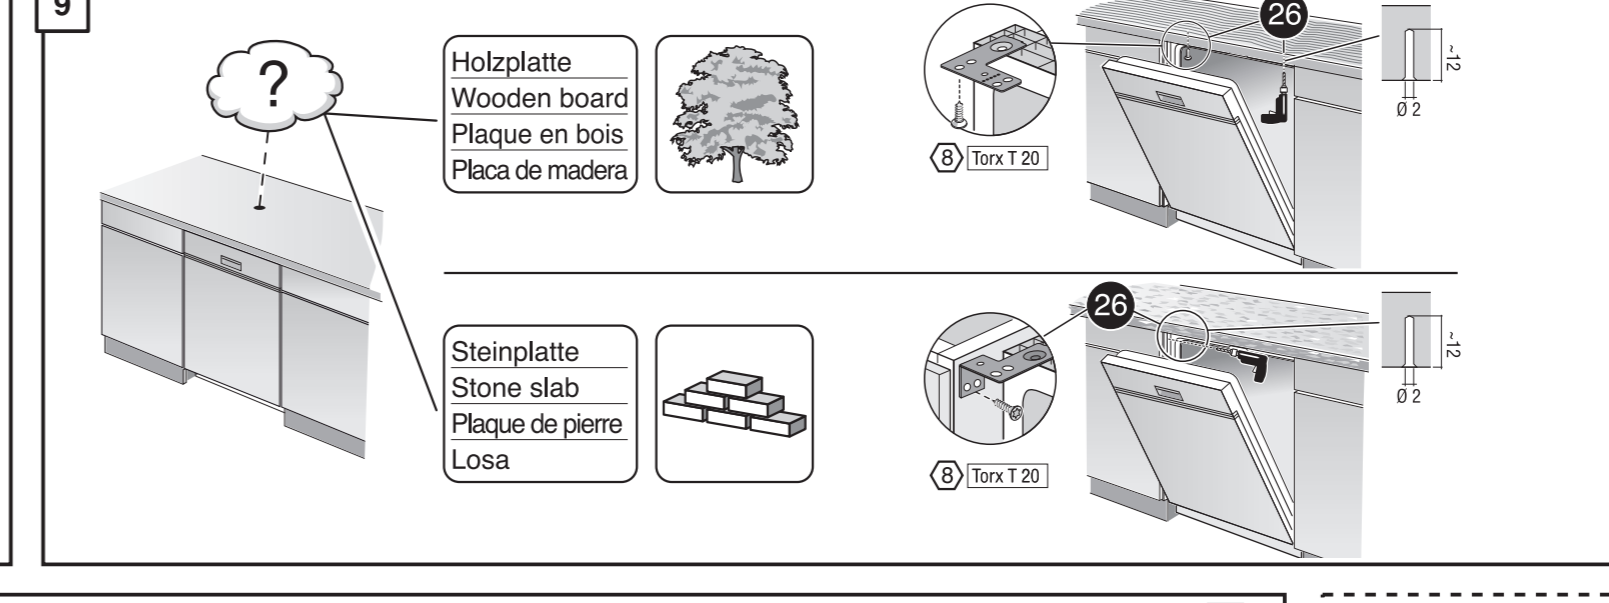 9
?
Holzplatte
Wooden board
Plaque en bois
Placa de madera
8 Torx T 20
26
~12
Ø 2
Steinplatte
Stone slab
Plaque de pierre
Losa
26
8 Torx T 20
~12
Ø 2